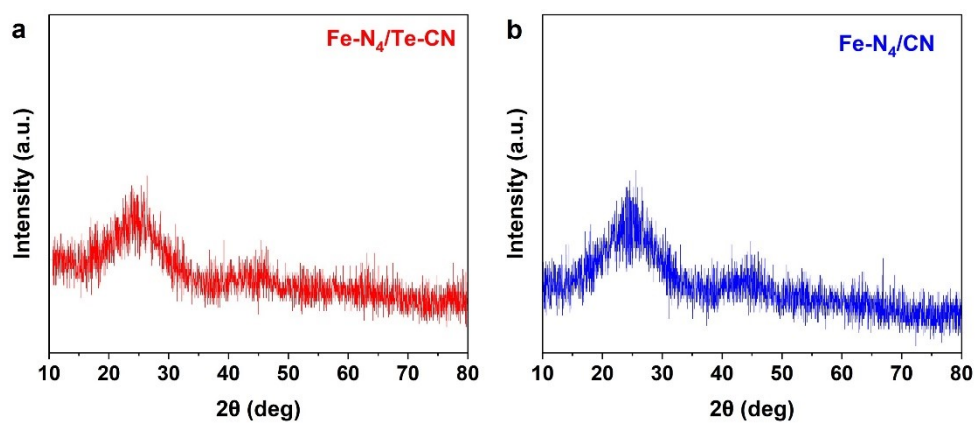 a
Fe-N₄/Te-CN
Intensity (a.u.)
10 20 30 40 50 60 70 80
2θ (deg)
b
Fe-N₄/CN
Intensity (a.u.)
10 20 30 40 50 60 70 80
2θ (deg)